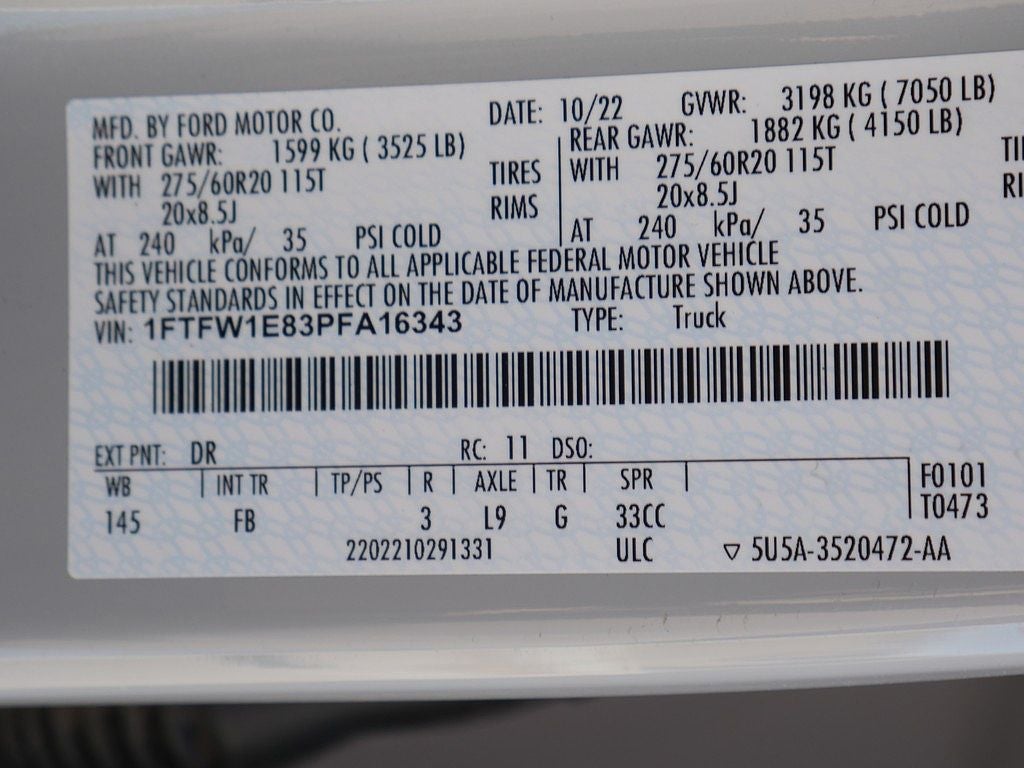 MFD. BY FORD MOTOR CO. DATE: 10/22 GVWR: 3198 KG ( 7050 LB)
FRONT GAWR: 1599 KG ( 3525 LB) REAR GAWR: 1882 KG ( 4150 LB)
WITH 275/60R20 115T TIRES WITH 275/60R20 115T
20x8.5J RIMS 20x8.5J
AT 240 kPa/ 35 PSI COLD AT 240 kPa/ 35 PSI COLD
THIS VEHICLE CONFORMS TO ALL APPLICABLE FEDERAL MOTOR VEHICLE
SAFETY STANDARDS IN EFFECT ON THE DATE OF MANUFACTURE SHOWN ABOVE.
VIN: 1FTFW1E83PFA16343 TYPE: Truck
EXT PNT: DR RC: 11 DSO:
WB INT TR TP/PS R AXLE TR SPR F0101
145 FB 3 L9 G 33CC T0473
2202210291331 ULC ▽ 5U5A-3520472-AA